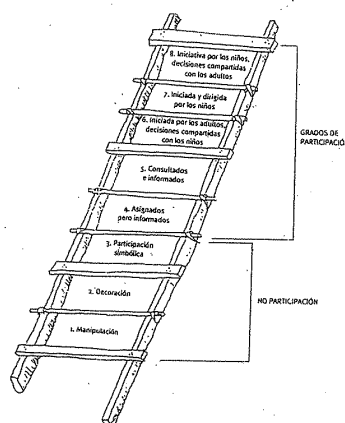 8. Iniciativa por los niños,
decisiones compartidas
con los adultos
7. Iniciada y dirigida
por los niños
6. Iniciada por los adultos,
decisiones compartidas
con los niños
5. Consultados
e informados
4. Asignados
pero informados
3. Participación
simbólica
2. Decoración
1. Manipulación
GRADOS DE
PARTICIPACIÓ
NO PARTICIPACIÓN